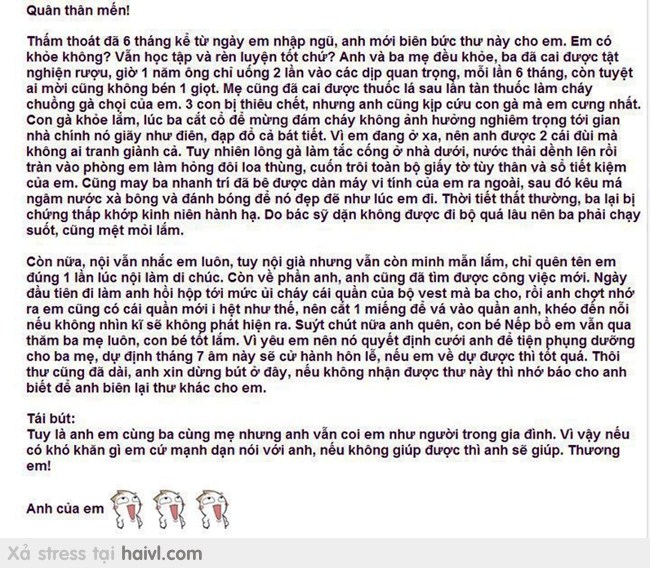 Quân thân mến!
Thấm thoát đã 6 tháng kể từ ngày em nhập ngũ, anh mới biên bức thư này cho em. Em có
khỏe không? Vẫn học tập và rèn luyện tốt chứ? Anh và ba mẹ đều khỏe, ba đã cai được tật
nghiện rượu, giờ 1 năm ông chỉ uống 2 lần vào các dịp quan trọng, mỗi lần 6 tháng, còn tuyệt
ai mời cũng không bén 1 giọt. Mẹ cũng đã cai được thuốc lá sau lần tàn thuốc làm cháy
chuồng gà chọi của em. 3 con bị thiêu chết, nhưng anh cũng kịp cứu con gà mà em cưng nhất.
Con gà khỏe lắm, lúc ba cắt cổ để mừng đám cháy không ảnh hưởng nghiêm trọng tới gian
nhà chính nó giãy như điên, đạp đổ cả bát tiết. Vì em đang ở xa, nên anh được 2 cái đùi mà
không ai tranh giành cả. Tuy nhiên lông gà làm tắc cống ở nhà dưới, nước thải dềnh lên rồi
tràn vào phòng em làm hỏng đôi loa thùng, cuốn trôi toàn bộ giấy tờ tùy thân và sổ tiết kiệm
của em. Cũng may ba nhanh trí đã bê được dàn máy vi tính của em ra ngoài, sau đó kêu má
ngâm nước xà bông và đánh bóng để nó đẹp đẽ như lúc em đi. Thời tiết thất thường, ba lại bị
chứng thấp khớp kinh niên hành hạ. Do bác sỹ dặn không được đi bộ quá lâu nên ba phải chạy
suốt, cũng mệt mỏi lắm.
Còn nữa, nội vẫn nhắc em luôn, tuy nội già nhưng vẫn còn minh mẫn lắm, chỉ quên tên em
đúng 1 lần lúc nội làm di chúc. Còn về phần anh, anh cũng đã tìm được công việc mới. Ngày
đầu tiên đi làm anh hồi hộp tới mức ủi cháy cái quần của bộ vest mà ba cho, rồi anh chợt nhớ
ra em cũng có cái quần mới i hệt như thế, nên cắt 1 miếng để vá vào quần anh, khéo đến nỗi
nếu không nhìn kĩ sẽ không phát hiện ra. Suýt chút nữa anh quên, con bé Nếp bồ em vẫn qua
thăm ba mẹ luôn, con bé tốt lắm. Vì yêu em nên nó quyết định cưới anh để tiện phụng dưỡng
cho ba mẹ, dự định tháng 7 âm này sẽ cử hành hôn lễ, nếu em về dự được thì tốt quá. Thôi
thư cũng đã dài, anh xin dừng bút ở đây, nếu không nhận được thư này thì nhớ báo cho anh
biết để anh biên lại thư khác cho em.
Tái bút:
Tuy là anh em cùng ba cùng mẹ nhưng anh vẫn coi em như người trong gia đình. Vì vậy nếu
có khó khăn gì em cứ mạnh dạn nói với anh, nếu không giúp được thì anh sẽ giúp. Thương
em!
Anh của em
Xả stress tại haivl.com